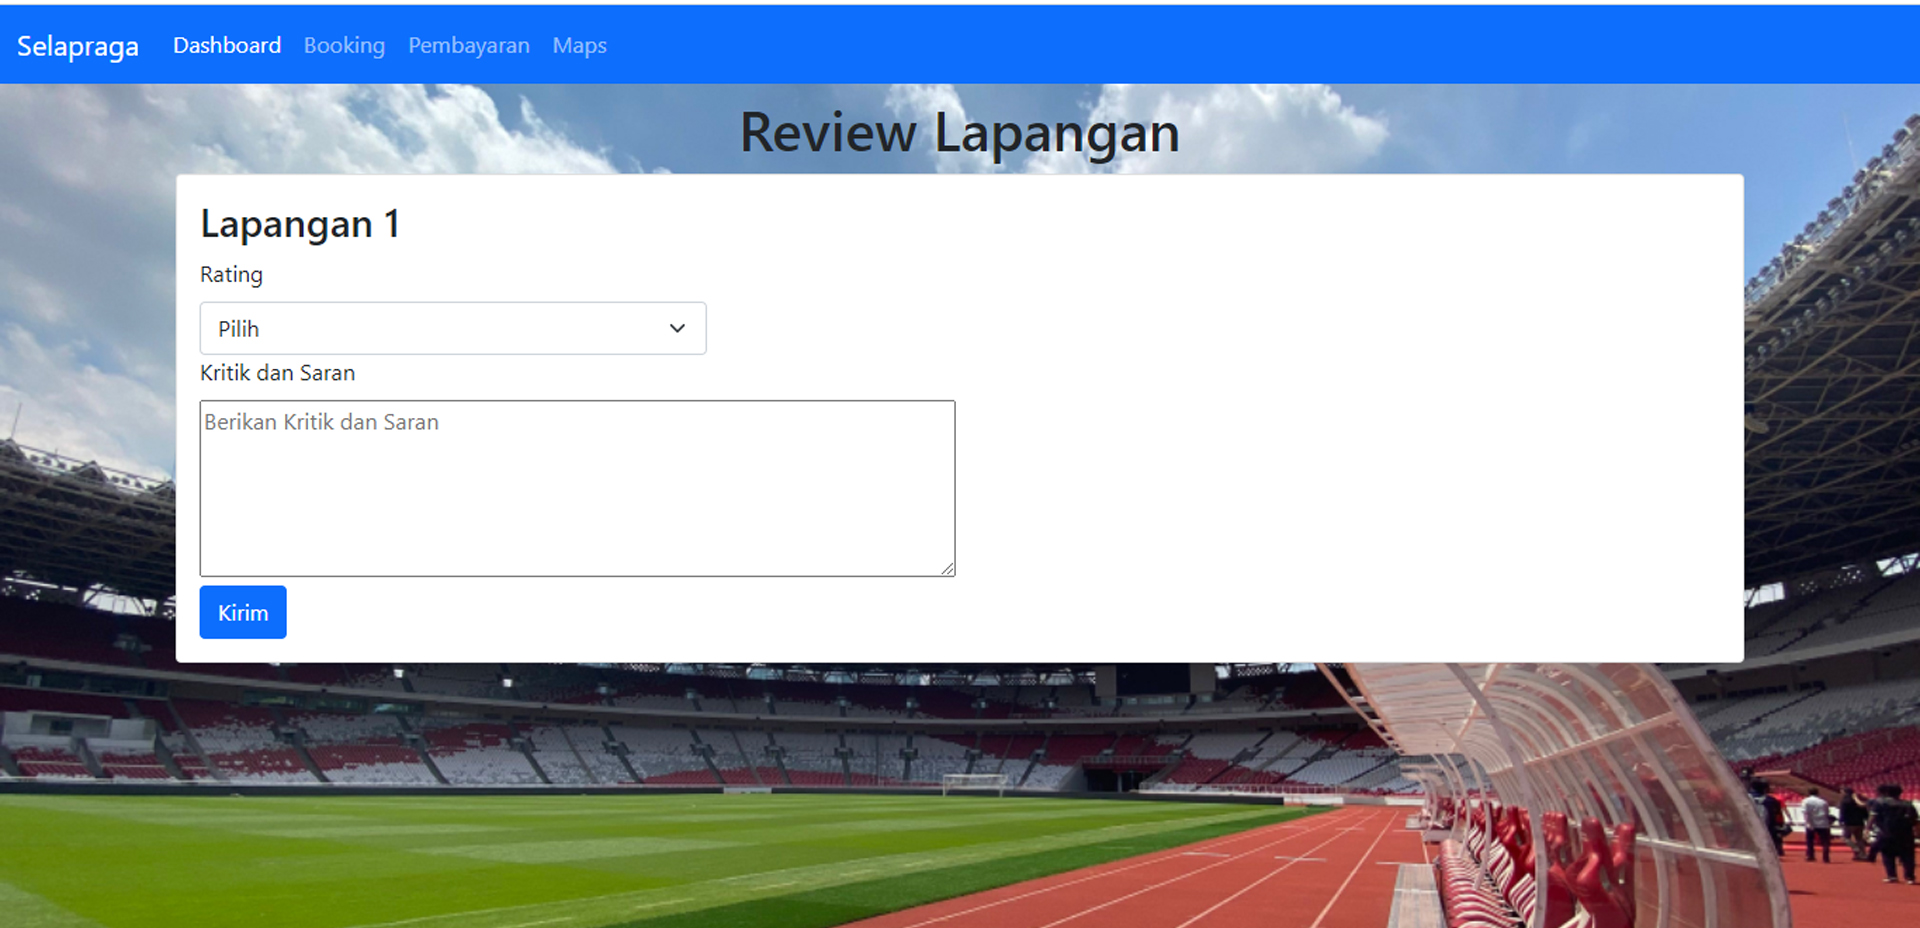 Selapraga Dashboard Booking Pembayaran Maps
Review Lapangan
Lapangan 1
Rating
Pilih
Kritik dan Saran
Berikan Kritik dan Saran
Kirim